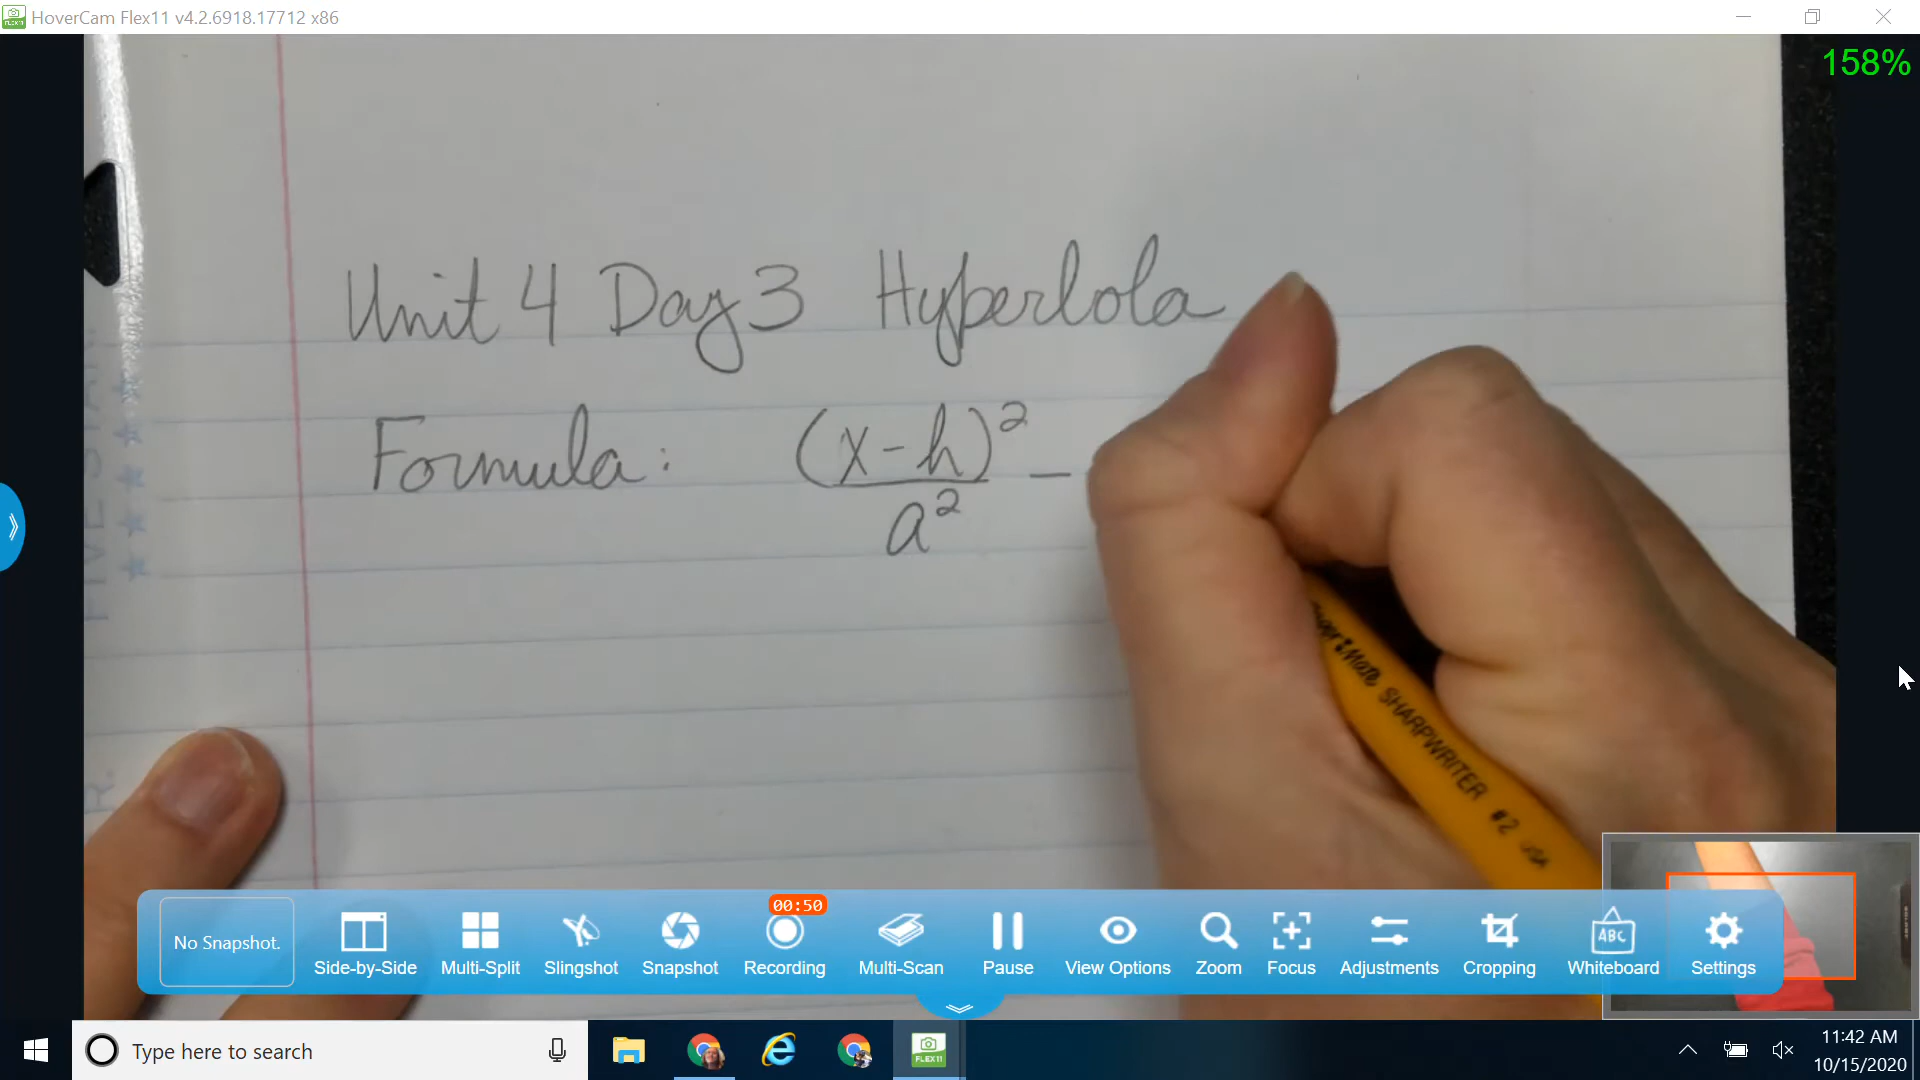 HoverCam Flex11 v4.2.6918.17712 x86
158%
Unit 4 Day 3 Hyperbola
Formula: (x-h)² -
a²
SHARPWRITER #2 USA
00:50
No Snapshot.
Side-by-Side Multi-Split Slingshot Snapshot Recording Multi-Scan Pause View Options Zoom Focus Adjustments Cropping Whiteboard Settings
ABC
Type here to search
FLEX11
11:42 AM
10/15/2020